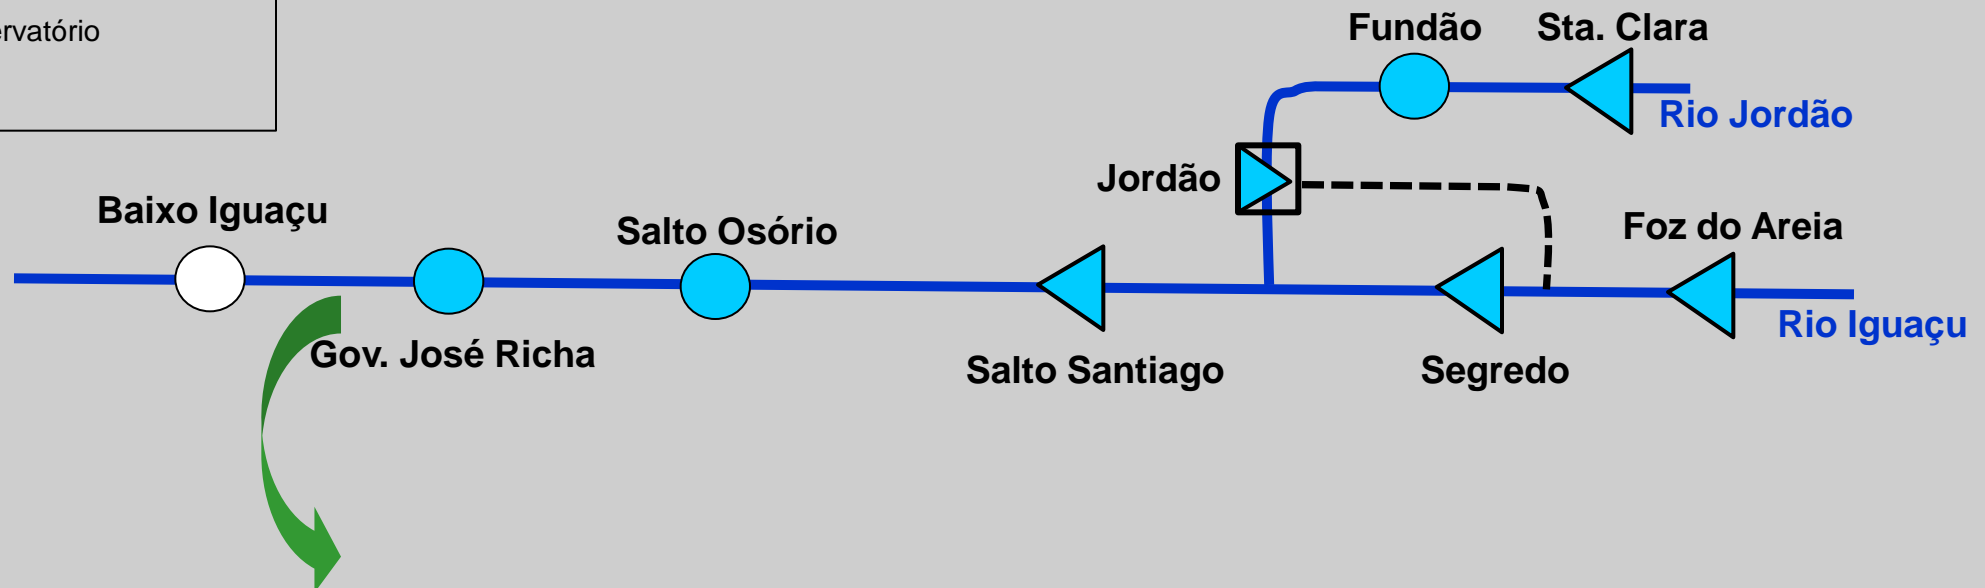 Fundão
Sta. Clara
Rio Jordão
Jordão
Baixo Iguaçu
Salto Osório
Foz do Areia
Rio Iguaçu
Gov. José Richa
Salto Santiago
Segredo